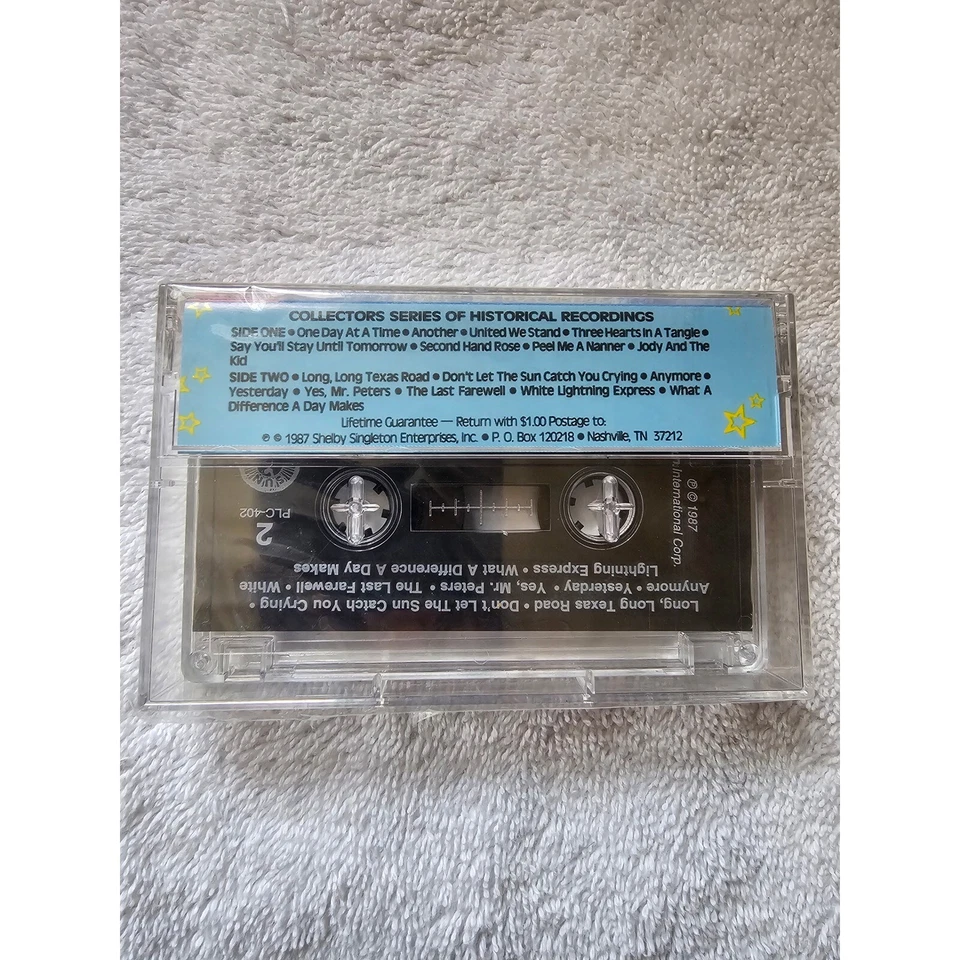 COLLECTORS SERIES OF HISTORICAL RECORDINGS
SIDE ONE • One Day At A Time • Another • United We Stand • Three Hearts In A Tangle •
Say You'll Stay Until Tomorrow • Second Hand Rose • Peel Me A Nanner • Jody And The
Kid
SIDE TWO • Long, Long Texas Road • Don't Let The Sun Catch You Crying • Anymore •
Yesterday • Yes, Mr. Peters • The Last Farewell • White Lightning Express • What A
Difference A Day Makes
Lifetime Guarantee — Return with $1.00 Postage to:
℗ © 1987 Shelby Singleton Enterprises, Inc. • P. O. Box 120218 • Nashville, TN 37212
Long, Long Texas Road • Don't Let The Sun Catch You Crying •
Anymore • Yesterday • Yes, Mr. Peters • The Last Farewell • White
Lightning Express • What A Difference A Day Makes
2
PLC-402
SUN
℗ © 1987
International Corp.